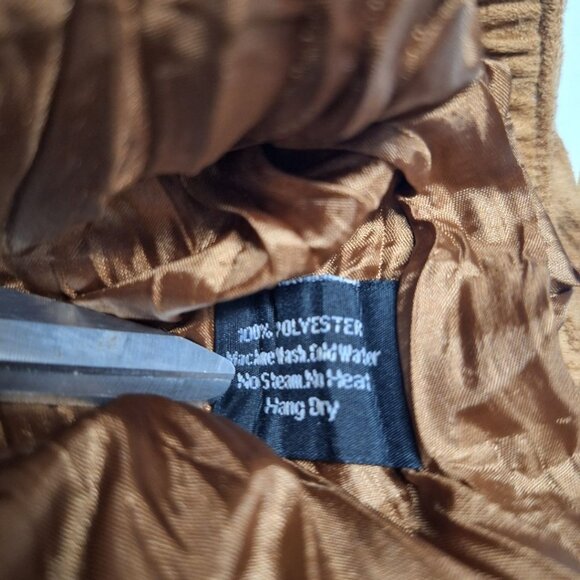 100% POLYESTER
Machine Wash, Cold Water
No Steam, No Heat
Hang Dry